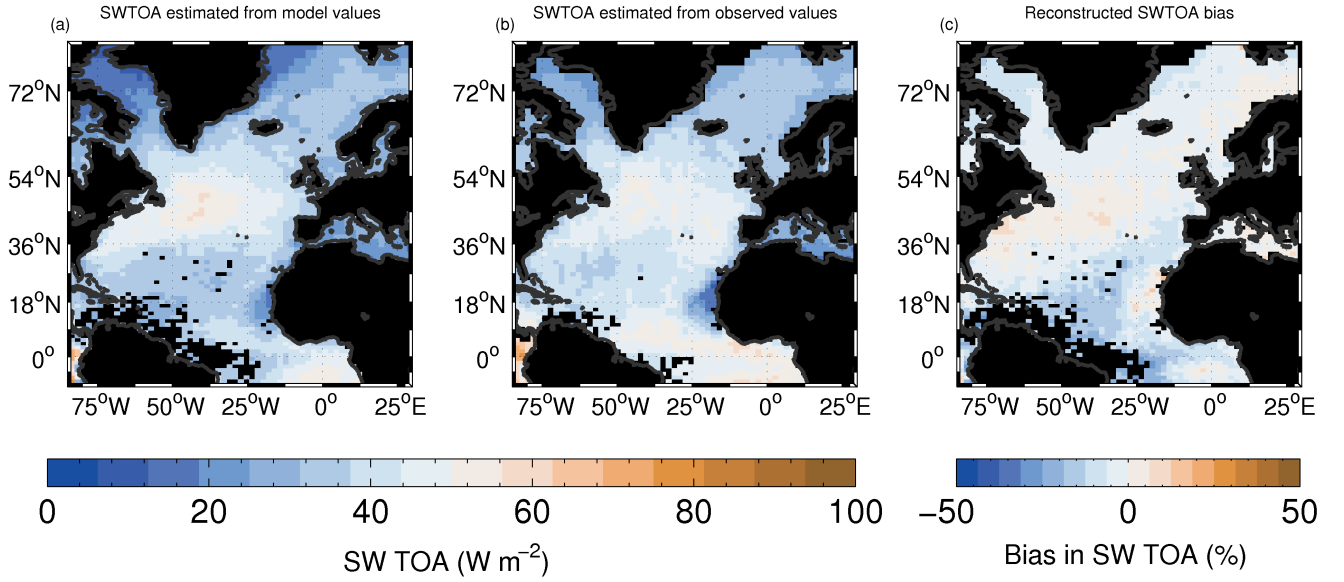 SWTOA estimated from model values
SWTOA estimated from observed values
Reconstructed SWTOA bias
(a)
(b)
(c)
72°N
54°N
36°N
18°N
0°
75°W 50°W 25°W 0° 25°E
72°N
54°N
36°N
18°N
0°
75°W 50°W 25°W 0° 25°E
72°N
54°N
36°N
18°N
0°
75°W 50°W 25°W 0° 25°E
0 20 40 60 80 100
SW TOA (W m⁻²)
−50 0 50
Bias in SW TOA (%)